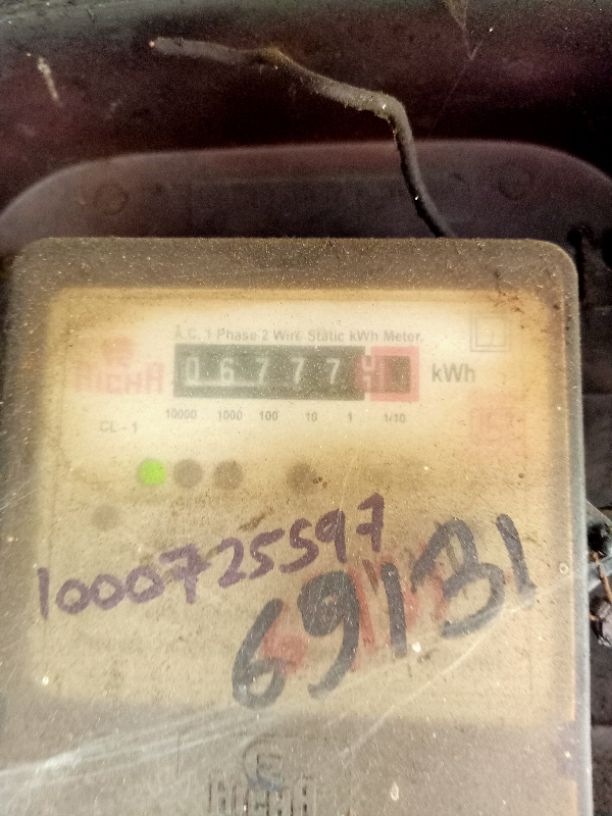 A.C. 1 Phase 2 Wire Static kWh Meter.
HICHA 06777 kWh
10000 1000 100 10 1 1/10
CL - 1
1000725597
69131